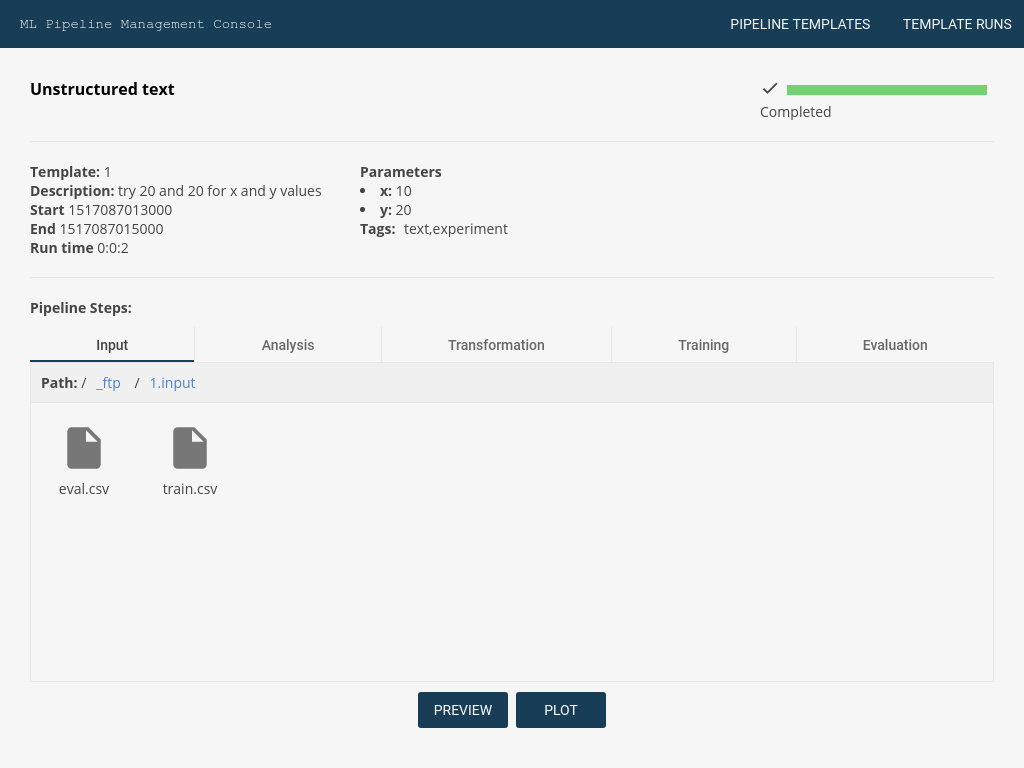 ML Pipeline Management Console
PIPELINE TEMPLATES
TEMPLATE RUNS
Unstructured text
Completed
Template: 1
Description: try 20 and 20 for x and y values
Start 1517087013000
End 1517087015000
Run time 0:0:2
Parameters
• x: 10
• y: 20
Tags: text,experiment
Pipeline Steps:
Input
Analysis
Transformation
Training
Evaluation
Path: / _ftp / 1.input
eval.csv
train.csv
PREVIEW
PLOT